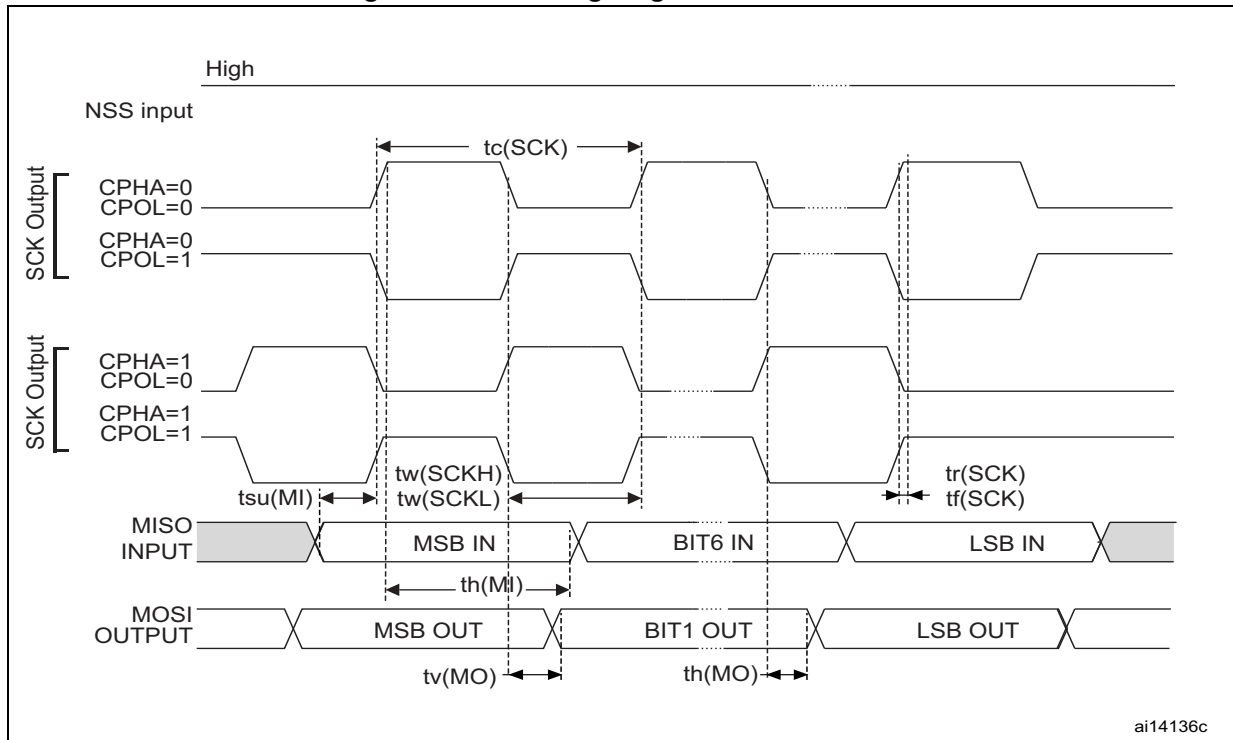 High
NSS input
tc(SCK)
SCK Output
CPHA=0
CPOL=0
CPHA=0
CPOL=1
SCK Output
CPHA=1
CPOL=0
CPHA=1
CPOL=1
tw(SCKH)
tw(SCKL)
tr(SCK)
tf(SCK)
tsu(MI)
MISO
INPUT
MSB IN
BIT6 IN
LSB IN
th(MI)
MOSI
OUTPUT
MSB OUT
BIT1 OUT
LSB OUT
tv(MO)
th(MO)
ai14136c